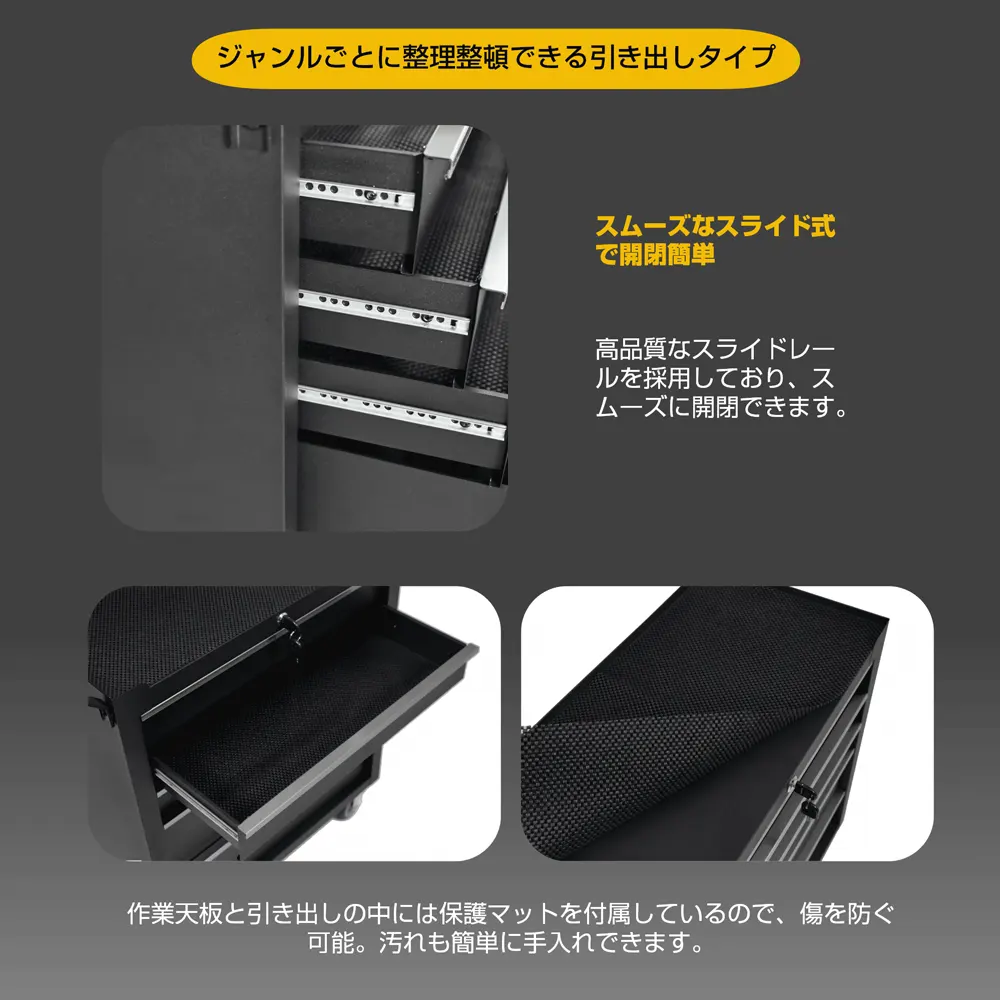 ジャンルごとに整理整頓できる引き出しタイプ
スムーズなスライド式
で開閉簡単
高品質なスライドレー
ルを採用しており、ス
ムーズに開閉できます。
作業天板と引き出しの中には保護マットを付属しているので、傷を防ぐ
可能。汚れも簡単に手入れできます。